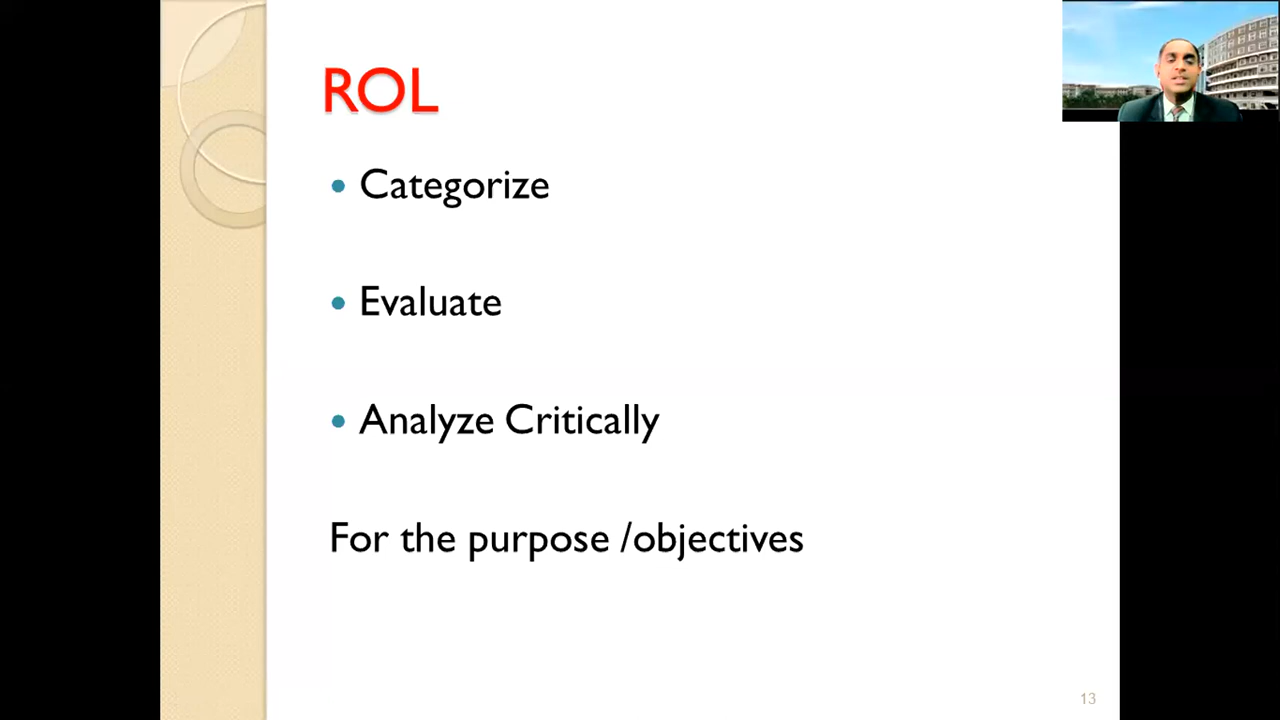 ROL
• Categorize
• Evaluate
• Analyze Critically
For the purpose /objectives
13